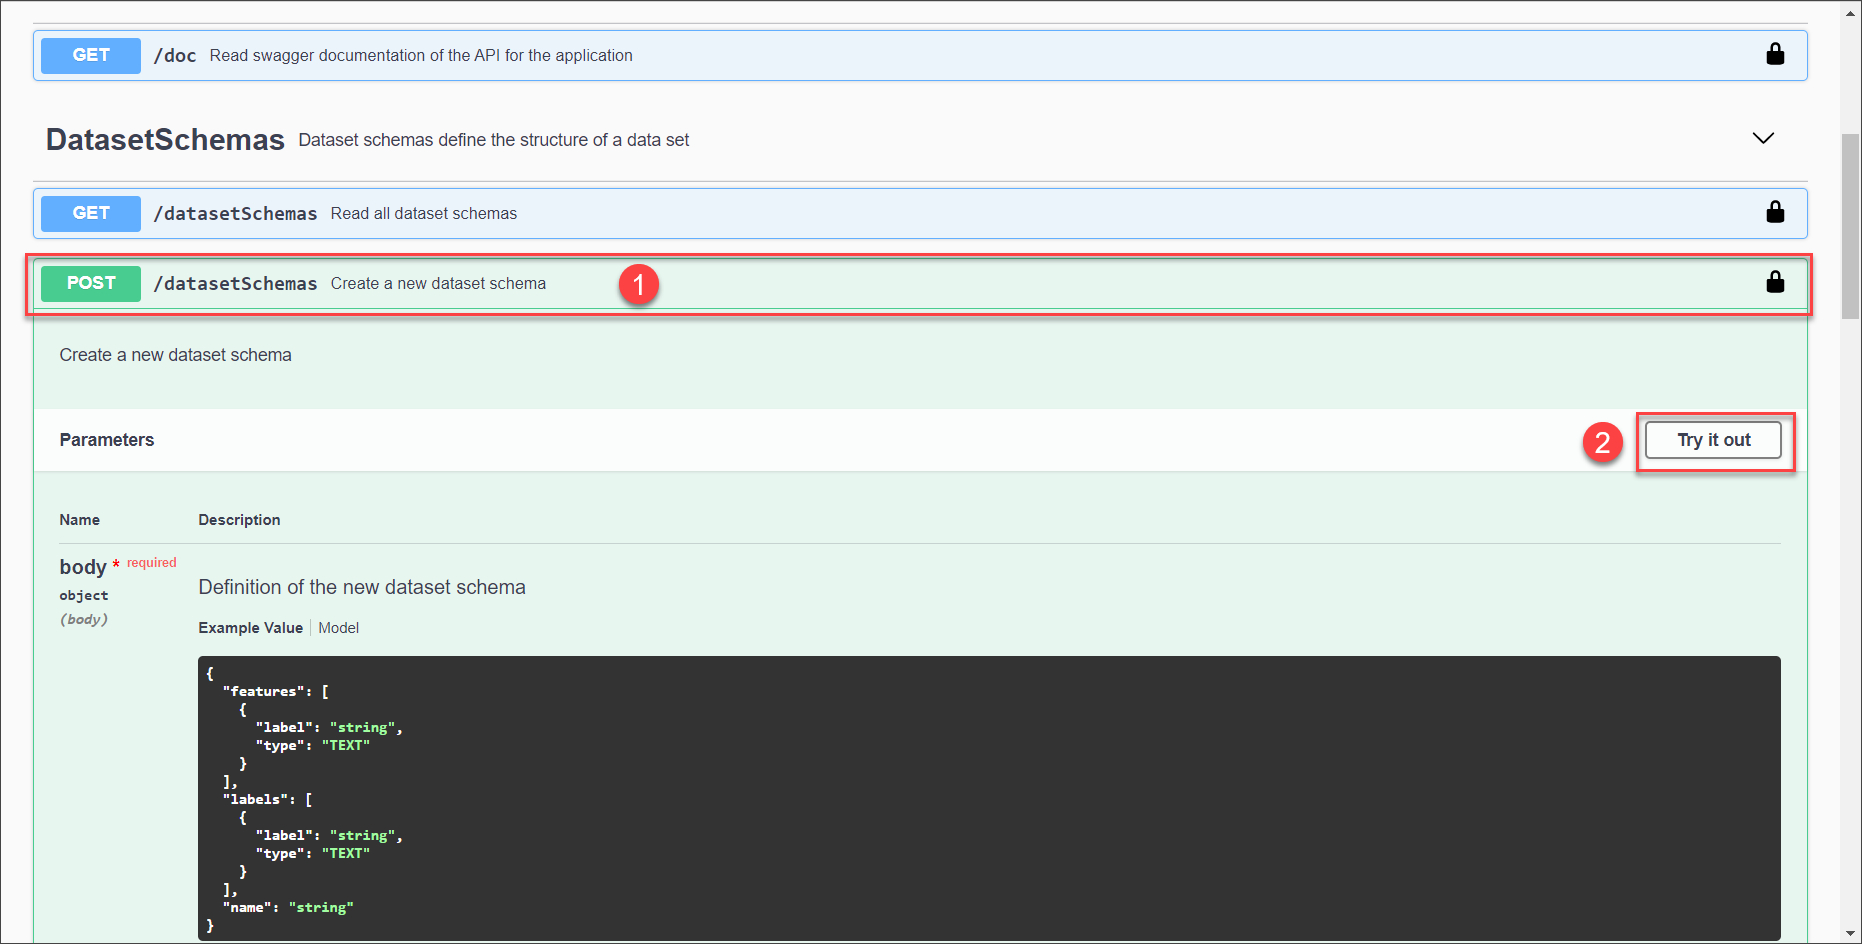 GET /doc Read swagger documentation of the API for the application
DatasetSchemas Dataset schemas define the structure of a data set
GET /datasetSchemas Read all dataset schemas
POST /datasetSchemas Create a new dataset schema 1
Create a new dataset schema
Parameters 2 Try it out
Name Description
body * required
object
(body)
Definition of the new dataset schema
Example Value Model
{
  "features": [
    {
      "label": "string",
      "type": "TEXT"
    }
  ],
  "labels": [
    {
      "label": "string",
      "type": "TEXT"
    }
  ],
  "name": "string"
}